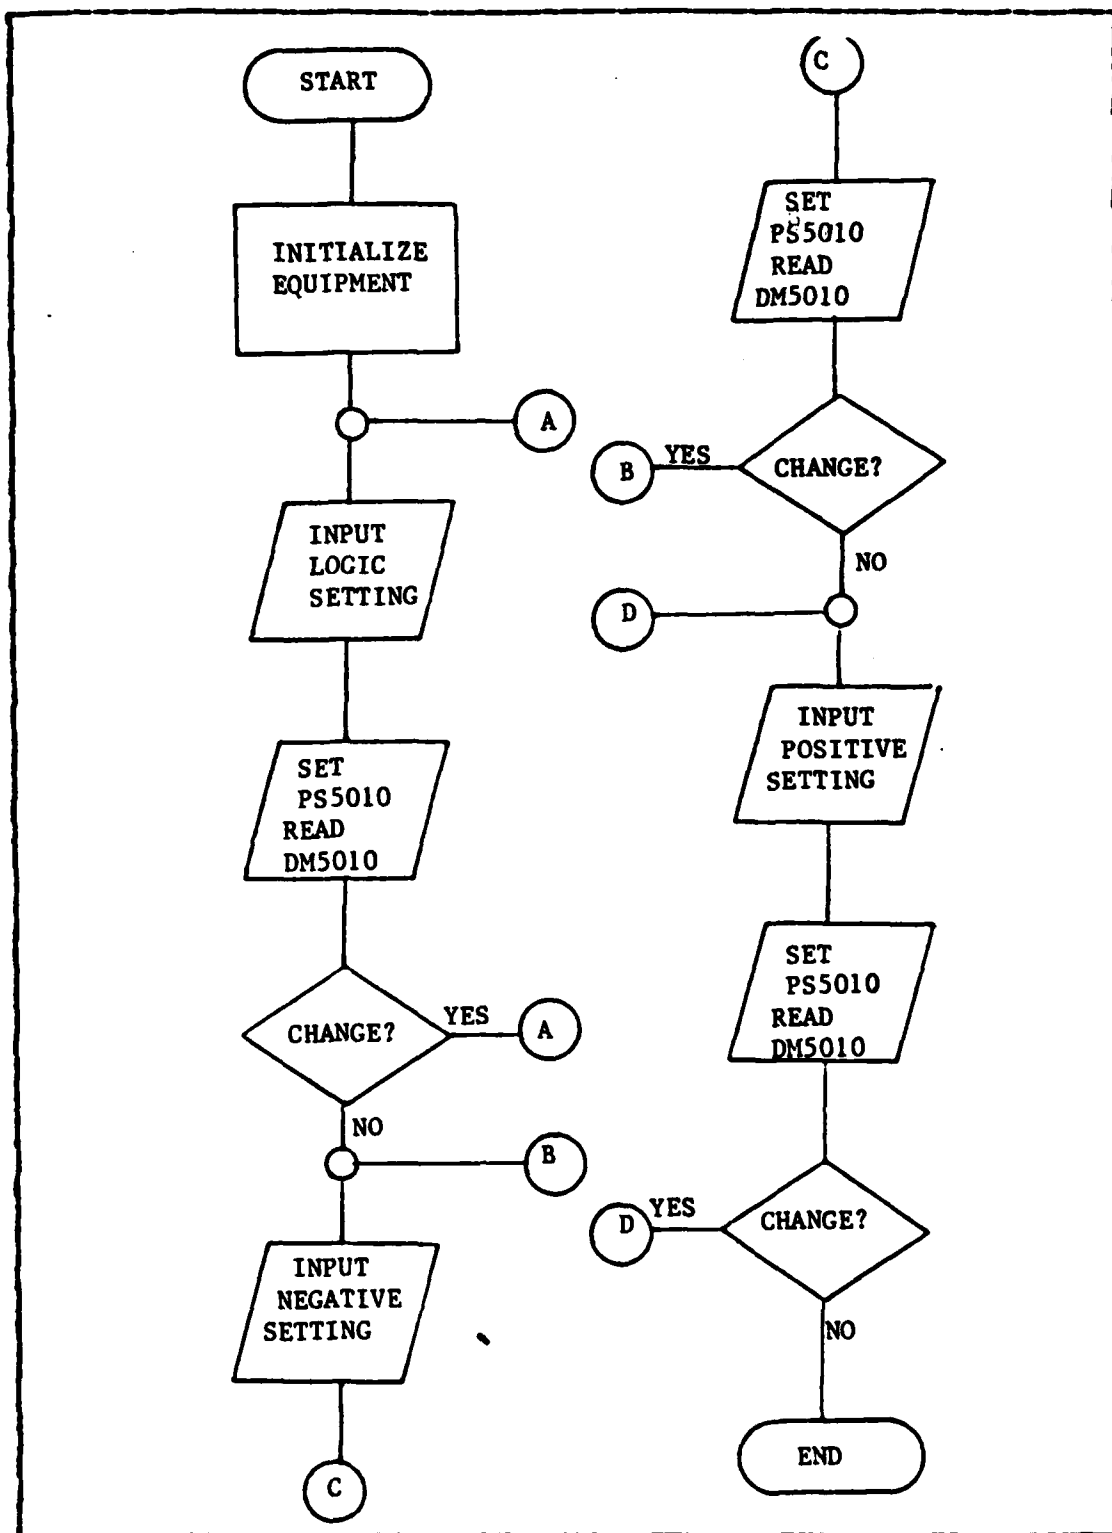 START
INITIALIZE
EQUIPMENT
A
INPUT
LOGIC
SETTING
SET
PS5010
READ
DM5010
CHANGE?
YES
A
NO
B
INPUT
NEGATIVE
SETTING
C
C
SET
PS5010
READ
DM5010
CHANGE?
YES
B
NO
D
INPUT
POSITIVE
SETTING
SET
PS5010
READ
DM5010
CHANGE?
YES
D
NO
END